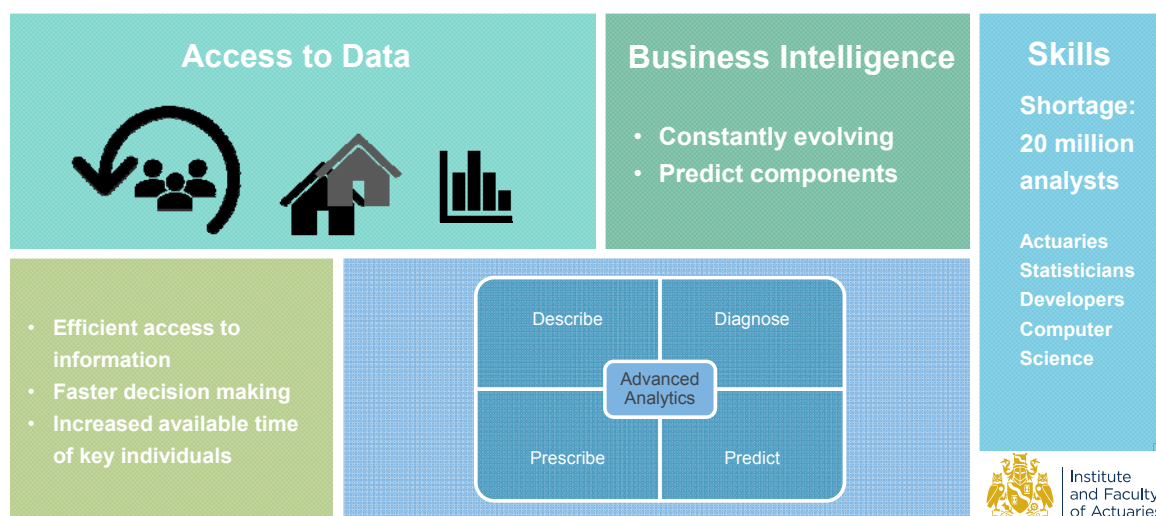 Access to Data
Business Intelligence
• Constantly evolving
• Predict components
Skills
Shortage:
20 million
analysts
Actuaries
Statisticians
Developers
Computer
Science
• Efficient access to
information
• Faster decision making
• Increased available time
of key individuals
Describe
Diagnose
Advanced
Analytics
Prescribe
Predict
Institute
and Faculty
of Actuaries